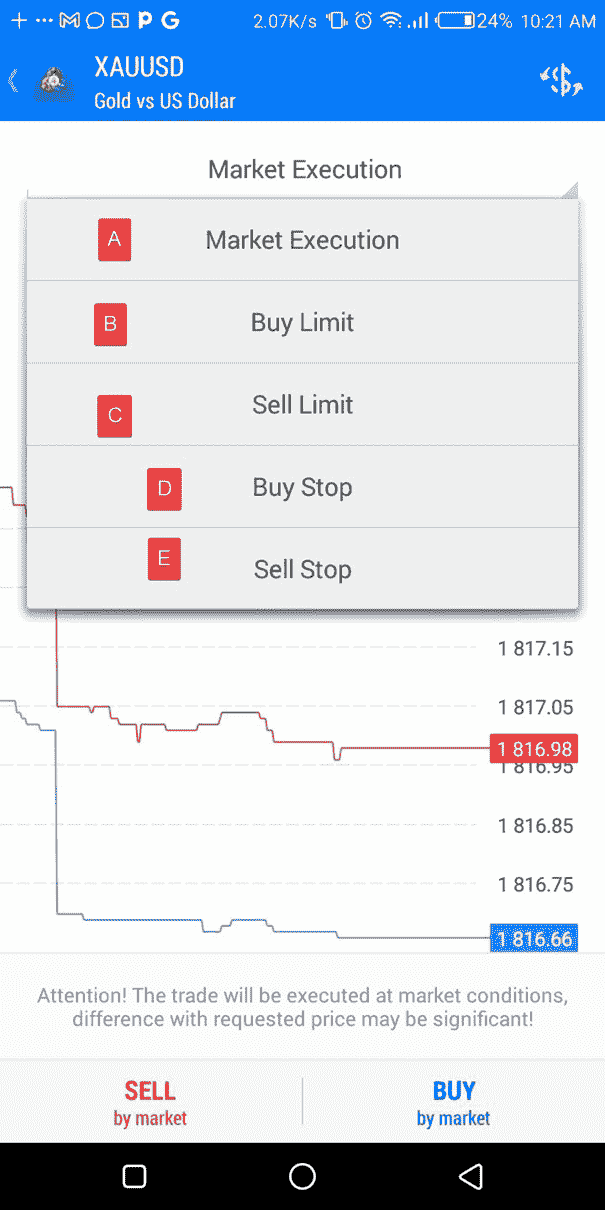 2.07K/s 24% 10:21 AM
XAUUSD
Gold vs US Dollar
Market Execution
A Market Execution
B Buy Limit
C Sell Limit
D Buy Stop
E Sell Stop
1 817.15
1 817.05
1 816.98
1 816.95
1 816.85
1 816.75
1 816.66
Attention! The trade will be executed at market conditions,
difference with requested price may be significant!
SELL BUY
by market by market